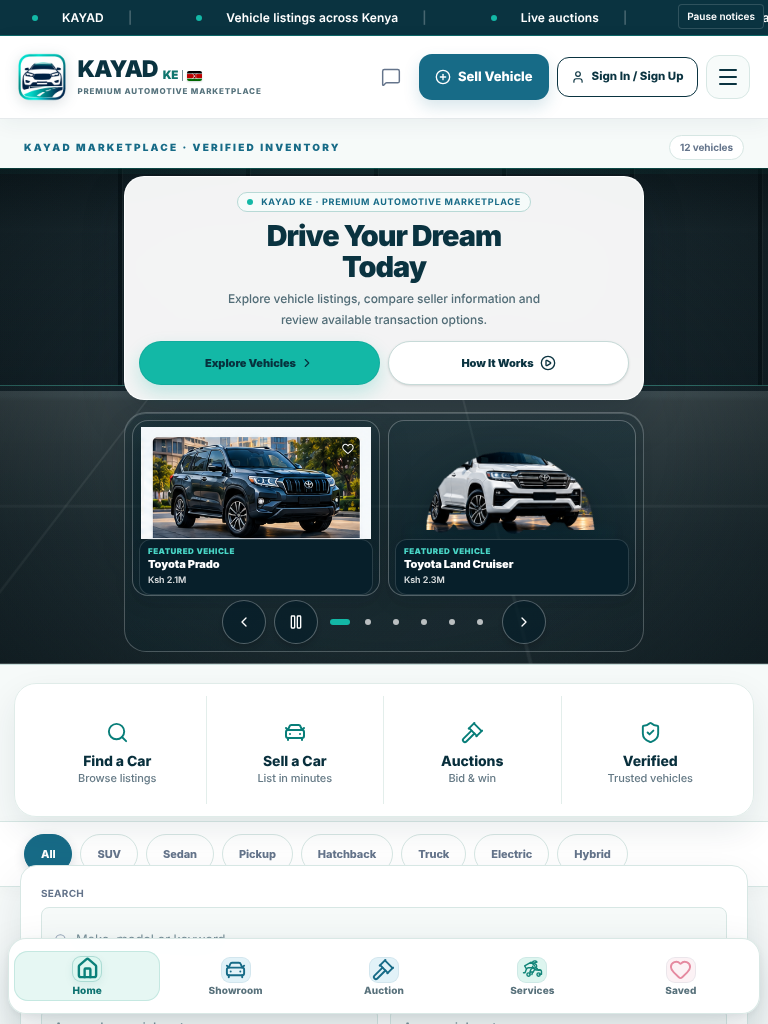 KAYAD
Vehicle listings across Kenya
Live auctions
Pause notices
KAYAD KE
PREMIUM AUTOMOTIVE MARKETPLACE
Sell Vehicle
Sign In / Sign Up
KAYAD MARKETPLACE · VERIFIED INVENTORY
12 vehicles
KAYAD KE · PREMIUM AUTOMOTIVE MARKETPLACE
Drive Your Dream
Today
Explore vehicle listings, compare seller information and
review available transaction options.
Explore Vehicles
How It Works
FEATURED VEHICLE
Toyota Prado
Ksh 2.1M
FEATURED VEHICLE
Toyota Land Cruiser
Ksh 2.3M
Find a Car
Browse listings
Sell a Car
List in minutes
Auctions
Bid & win
Verified
Trusted vehicles
All
SUV
Sedan
Pickup
Hatchback
Truck
Electric
Hybrid
SEARCH
Make, model or keyword
Home
Showroom
Auction
Services
Saved